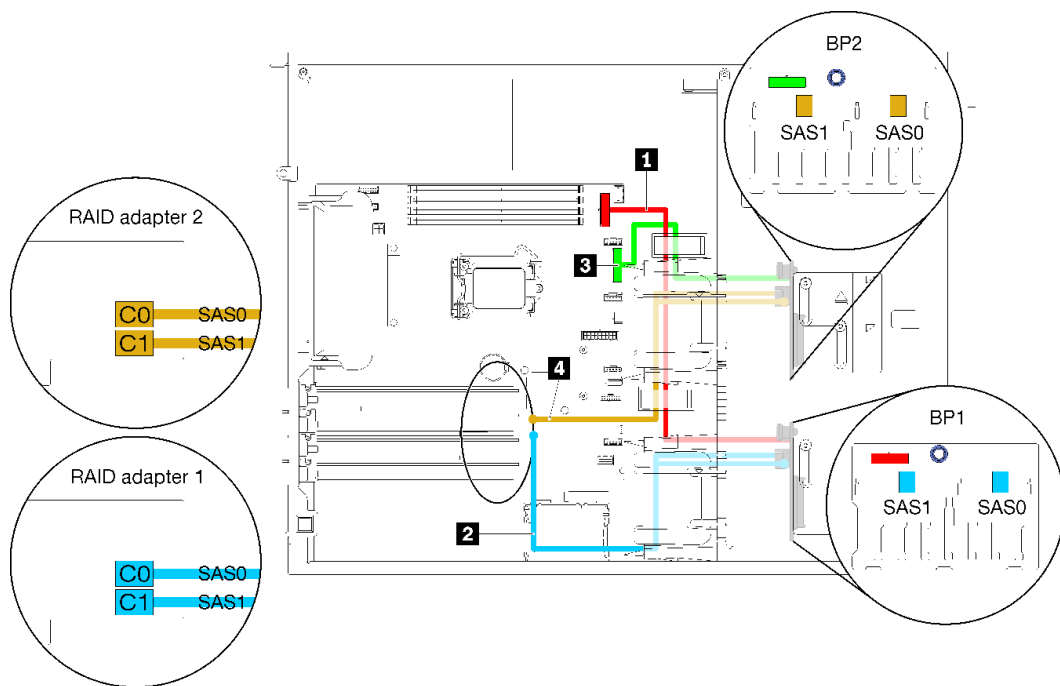 BP2
SAS1
SAS0
1
RAID adapter 2
3
C0
SAS0
C1
SAS1
4
BP1
RAID adapter 1
SAS1
SAS0
2
C0
SAS0
C1
SAS1